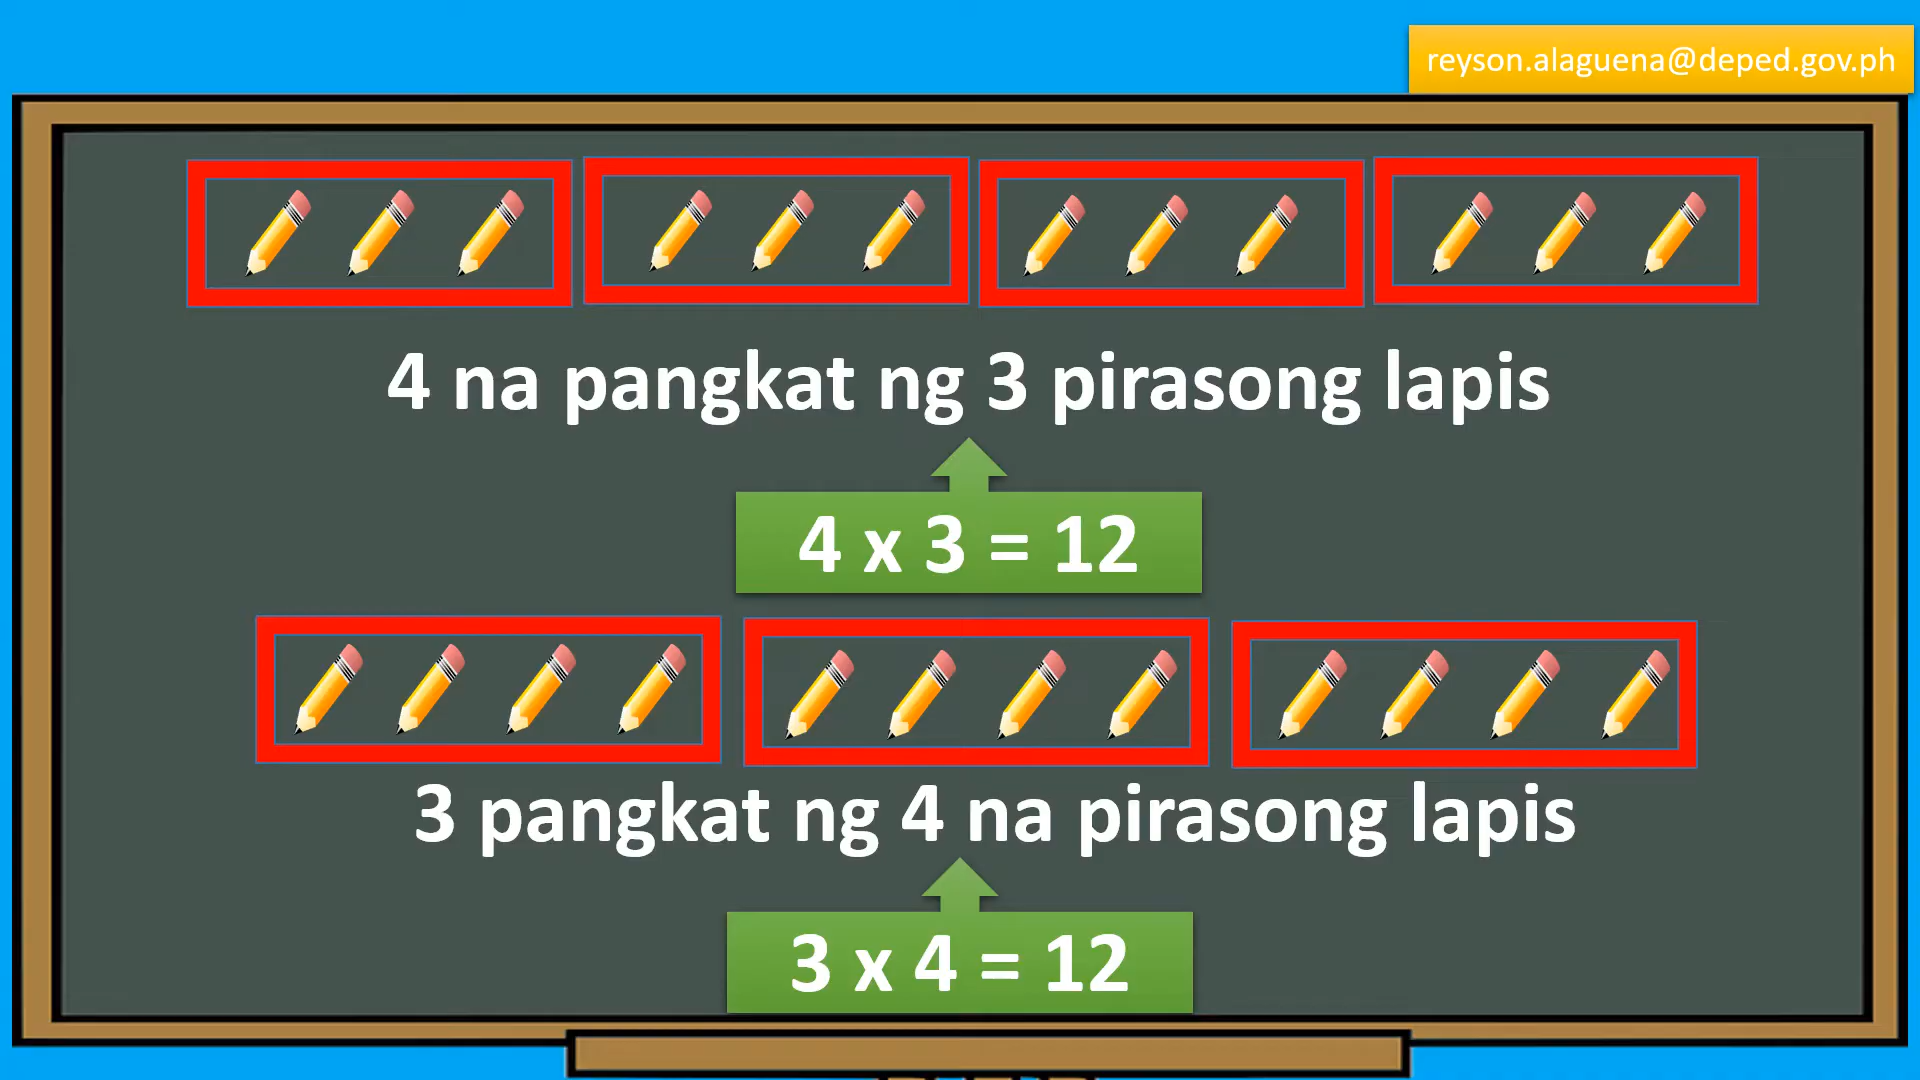 reyson.alaguena@deped.gov.ph
4 na pangkat ng 3 pirasong lapis
4 x 3 = 12
3 pangkat ng 4 na pirasong lapis
3 x 4 = 12